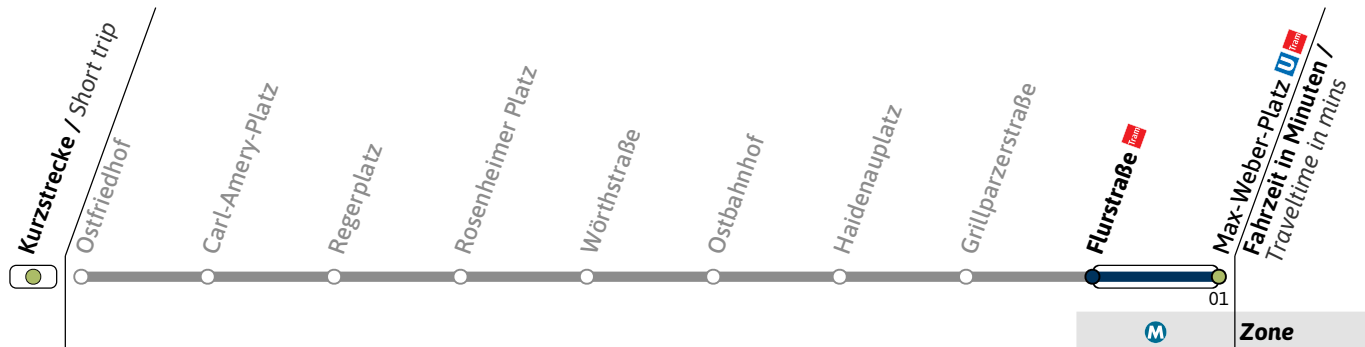 Kurzstrecke / Short trip
Ostfriedhof
Carl-Amery-Platz
Regerplatz
Rosenheimer Platz
Wörthstraße
Ostbahnhof
Haidenauplatz
Grillparzerstraße
Flurstraße Tram
Max-Weber-Platz U Tram
Fahrzeit in Minuten /
Traveltime in mins
01
M Zone